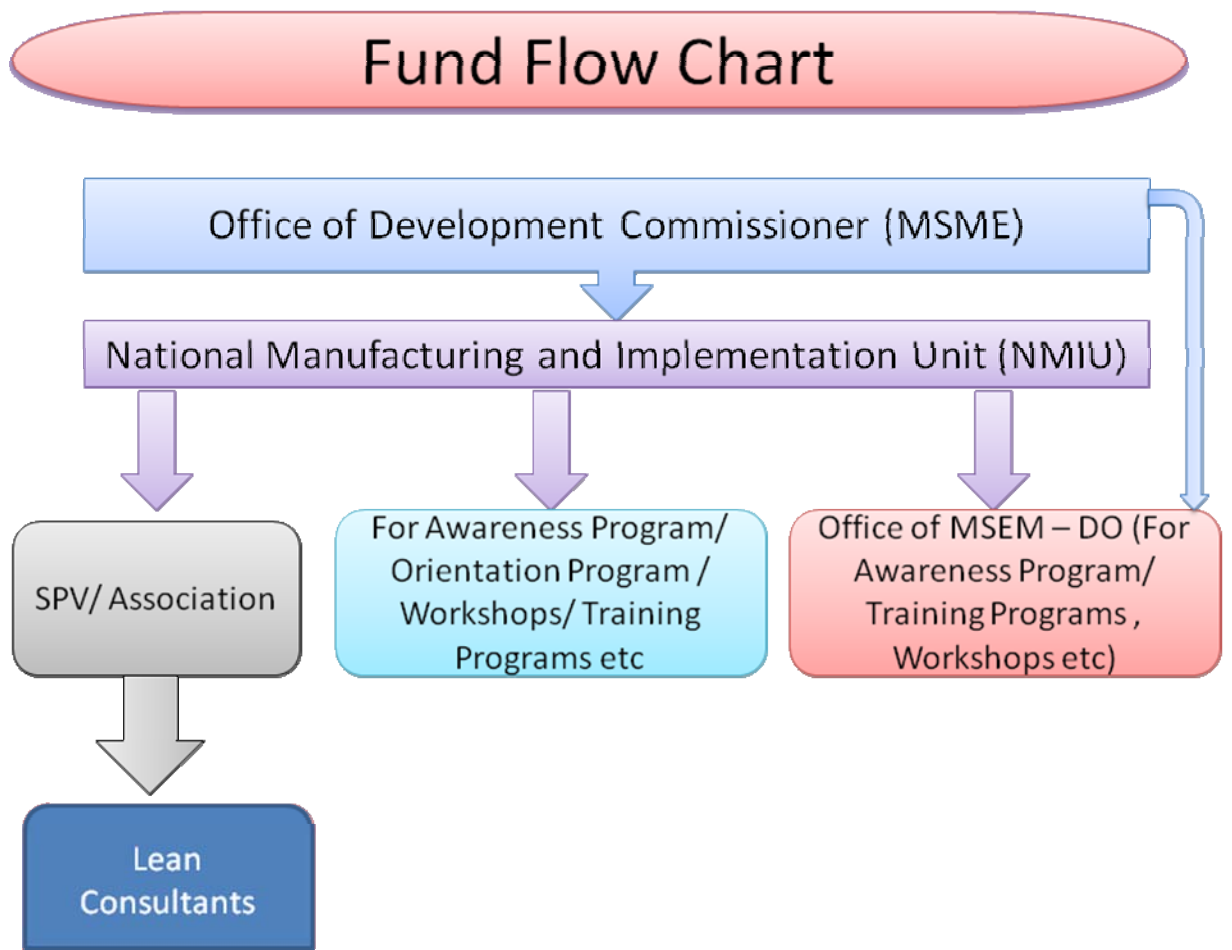 Fund Flow Chart
Office of Development Commissioner (MSME)
National Manufacturing and Implementation Unit (NMIU)
SPV/ Association
For Awareness Program/
Orientation Program /
Workshops/ Training
Programs etc
Office of MSEM – DO (For
Awareness Program/
Training Programs ,
Workshops etc)
Lean
Consultants